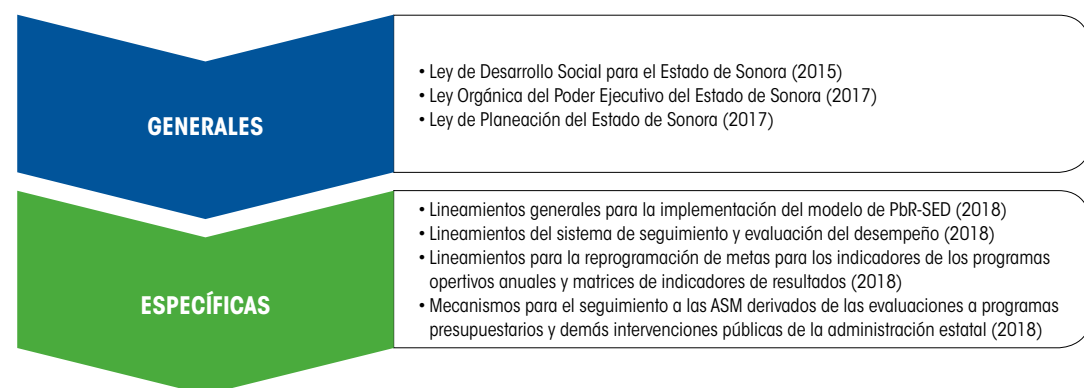 GENERALES
• Ley de Desarrollo Social para el Estado de Sonora (2015)
• Ley Orgánica del Poder Ejecutivo del Estado de Sonora (2017)
• Ley de Planeación del Estado de Sonora (2017)
ESPECÍFICAS
• Lineamientos generales para la implementación del modelo de PbR-SED (2018)
• Lineamientos del sistema de seguimiento y evaluación del desempeño (2018)
• Lineamientos para la reprogramación de metas para los indicadores de los programas
opertivos anuales y matrices de indicadores de resultados (2018)
• Mecanismos para el seguimiento a las ASM derivados de las evaluaciones a programas
presupuestarios y demás intervenciones públicas de la administración estatal (2018)